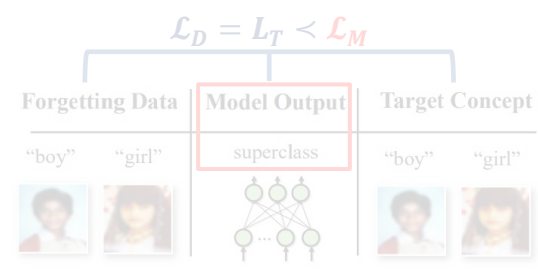 𝓛_D = L_T ≺ 𝓛_M
Forgetting Data Model Output Target Concept
“boy” “girl” superclass “boy” “girl”
...